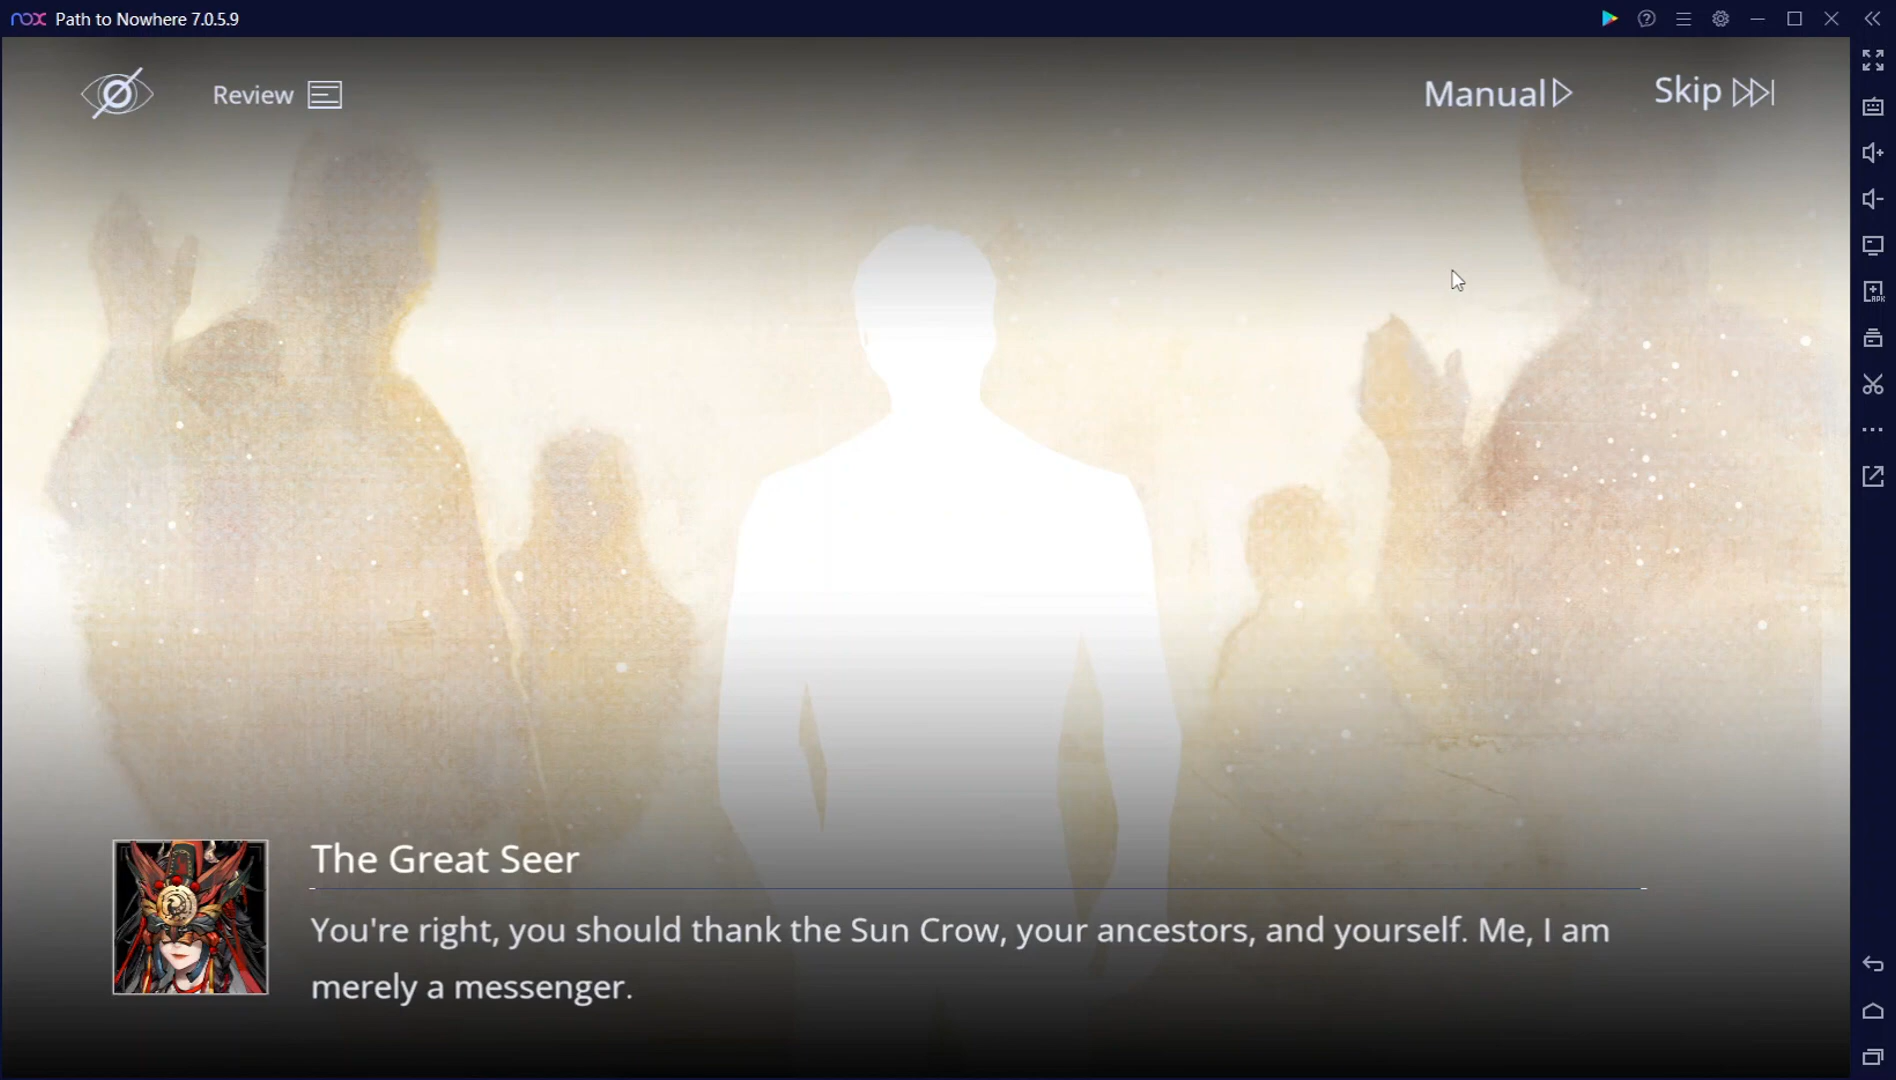 nox Path to Nowhere 7.0.5.9
Review
Manual
Skip
The Great Seer
You're right, you should thank the Sun Crow, your ancestors, and yourself. Me, I am
merely a messenger.